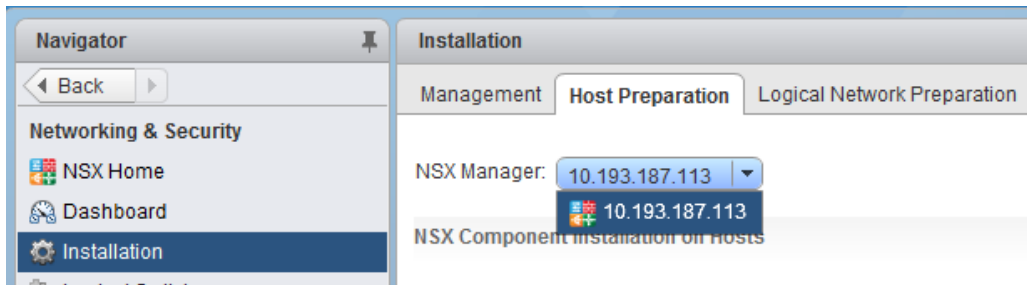 Navigator
Back
Networking & Security
NSX Home
Dashboard
Installation
Installation
Management Host Preparation Logical Network Preparation
NSX Manager: 10.193.187.113
10.193.187.113
NSX Component Installation on Hosts